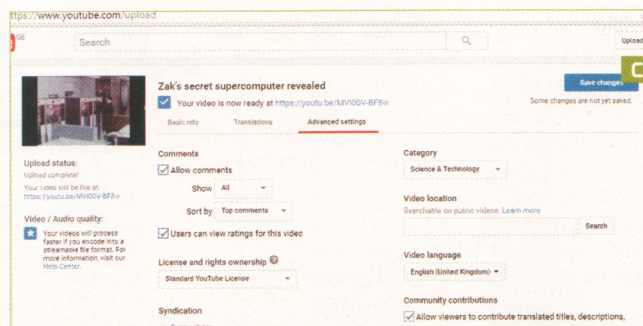 ttps://www.youtube.com/upload
GB
Search
Upload
Zak's secret supercomputer revealed
Save changes
Your video is now ready at https://youtu.be/MVI00V-BF8w
Some changes are not yet saved.
Basic info
Translations
Advanced settings
Upload status:
Upload complete!
Your video will be live at:
https://youtu.be/MVI00V-BF8w
Video / Audio quality:
Your videos will process
faster if you encode into a
streamable file format. For
more information, visit our
Help Center.
Comments
Allow comments
Show All
Sort by Top comments
Users can view ratings for this video
License and rights ownership
Standard YouTube License
Syndication
Category
Science & Technology
Video location
Searchable on public videos. Learn more
Search
Video language
English (United Kingdom)
Community contributions
Allow viewers to contribute translated titles, descriptions,